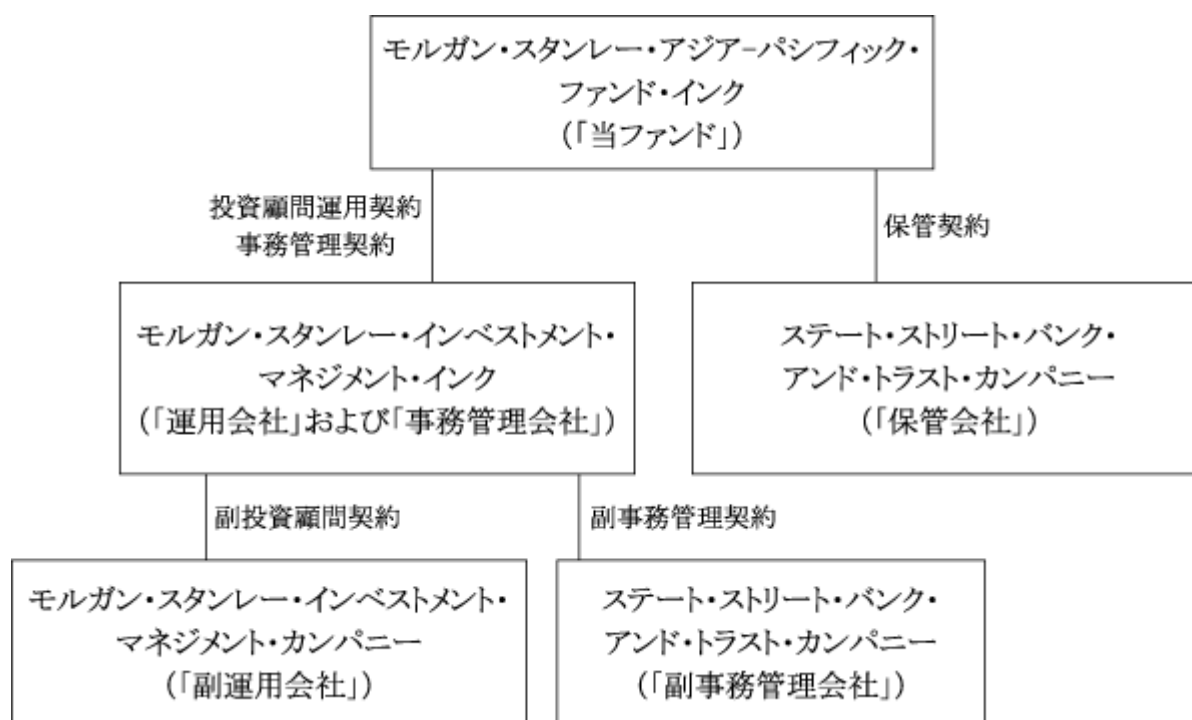 モルガン・スタンレー・アジア-パシフィック・
ファンド・インク
(「当ファンド」)
投資顧問運用契約
事務管理契約
保管契約
モルガン・スタンレー・インベストメント・
マネジメント・インク
(「運用会社」および「事務管理会社」)
ステート・ストリート・バンク・
アンド・トラスト・カンパニー
(「保管会社」)
副投資顧問契約
副事務管理契約
モルガン・スタンレー・インベストメント・
マネジメント・カンパニー
(「副運用会社」)
ステート・ストリート・バンク・
アンド・トラスト・カンパニー
(「副事務管理会社」)